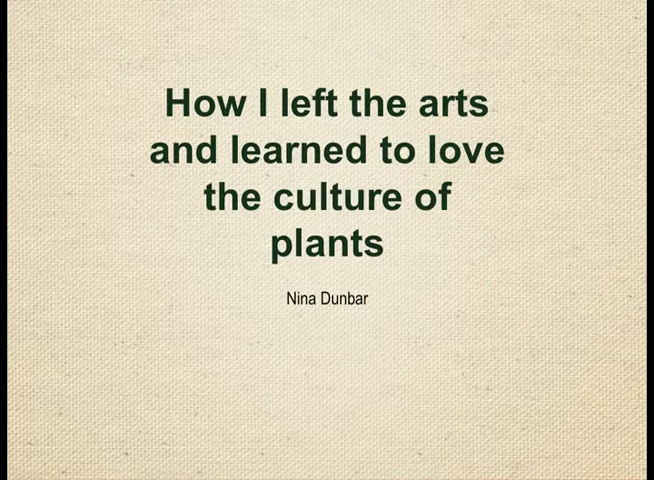 How I left the arts
and learned to love
the culture of
plants
Nina Dunbar